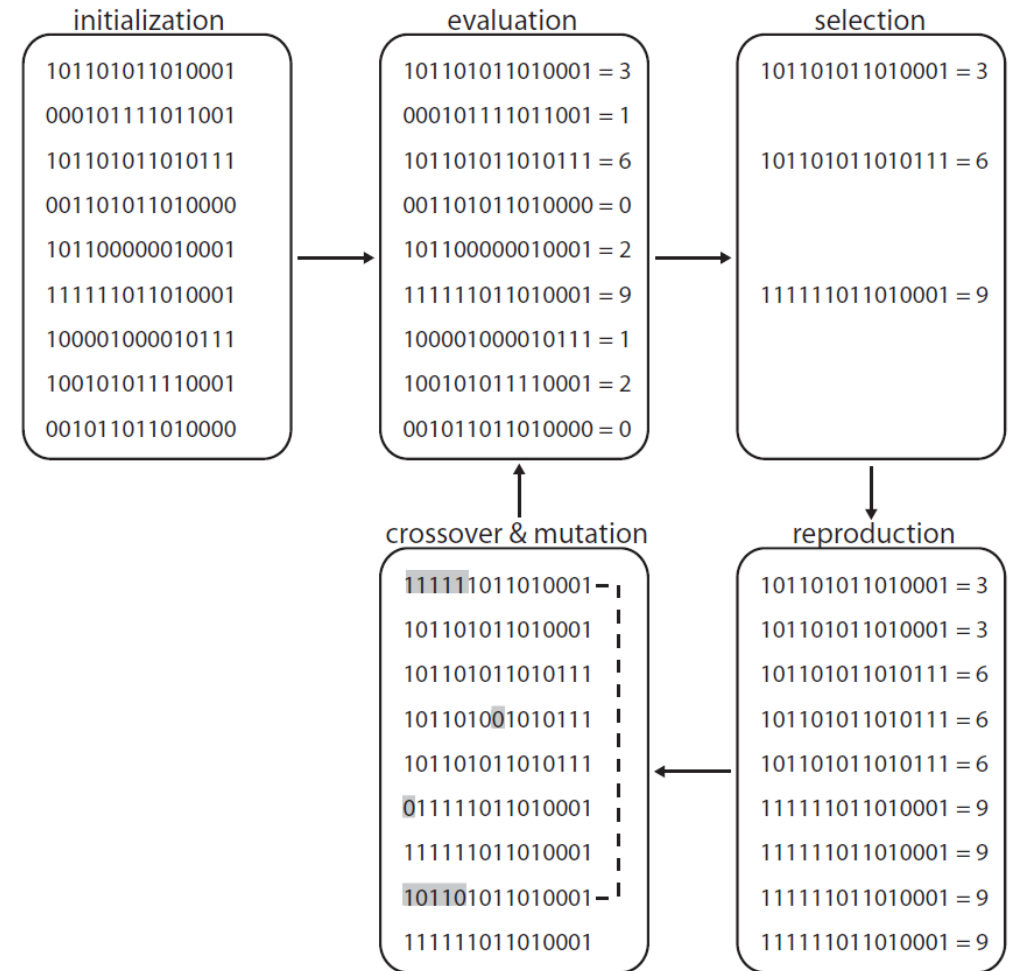 initialization
101101011010001
000101111011001
101101011010111
001101011010000
101100000010001
111111011010001
100001000010111
100101011110001
001011011010000
evaluation
101101011010001 = 3
000101111011001 = 1
101101011010111 = 6
001101011010000 = 0
101100000010001 = 2
111111011010001 = 9
100001000010111 = 1
100101011110001 = 2
001011011010000 = 0
selection
101101011010001 = 3
101101011010111 = 6
111111011010001 = 9
crossover & mutation
111111011010001
101101011010001
101101011010111
101101001010111
101101011010111
011111011010001
111111011010001
101101011010001
111111011010001
reproduction
101101011010001 = 3
101101011010001 = 3
101101011010111 = 6
101101011010111 = 6
101101011010111 = 6
111111011010001 = 9
111111011010001 = 9
111111011010001 = 9
111111011010001 = 9